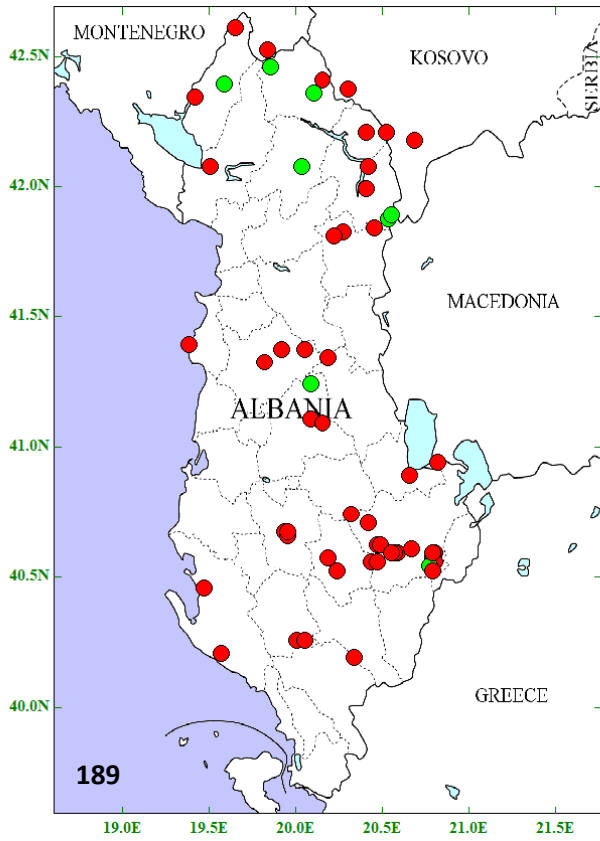 MONTENEGRO
42.5N
KOSOVO
SERBIA
42.0N
41.5N
MACEDONIA
ALBANIA
41.0N
40.5N
40.0N
GREECE
189
19.0E 19.5E 20.0E 20.5E 21.0E 21.5E